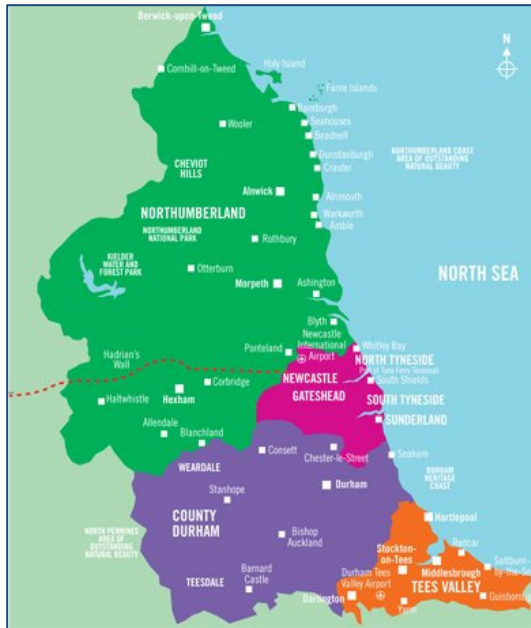 Berwick-upon-Tweed
N
Cornhill-on-Tweed
Holy Island
Farne Islands
Bamburgh
Wooler
Seahouses
Beadnell
NORTHUMBERLAND COAST
AREA OF OUTSTANDING
NATURAL BEAUTY
Dunstanburgh
CHEVIOT
HILLS
Craster
Alnwick
Alnmouth
NORTHUMBERLAND
Warkworth
NORTHUMBERLAND
NATIONAL PARK
Amble
Rothbury
KIELDER
WATER AND
FOREST PARK
Otterburn
NORTH SEA
Morpeth
Ashington
Blyth
Newcastle
International
Airport
Ponteland
Whitley Bay
NORTH TYNESIDE
Port of Tyne Ferry Terminal
Hadrian's
Wall
NEWCASTLE
GATESHEAD
South Shields
Corbridge
Haltwhistle
Hexham
SOUTH TYNESIDE
SUNDERLAND
Allendale
Blanchland
Consett
Chester-le-Street
Seaham
WEARDALE
DURHAM
HERITAGE
COAST
Stanhope
Durham
COUNTY
DURHAM
NORTH PENNINES
AREA OF
OUTSTANDING
NATURAL BEAUTY
Bishop
Auckland
Hartlepool
Stockton
-on-Tees
Redcar
Saltburn-
by-the-Se
TEESDALE
Barnard
Castle
Durham Tees
Valley Airport
Middlesbrough
TEES VALLEY
Darlington
Yarm
Guisboroug